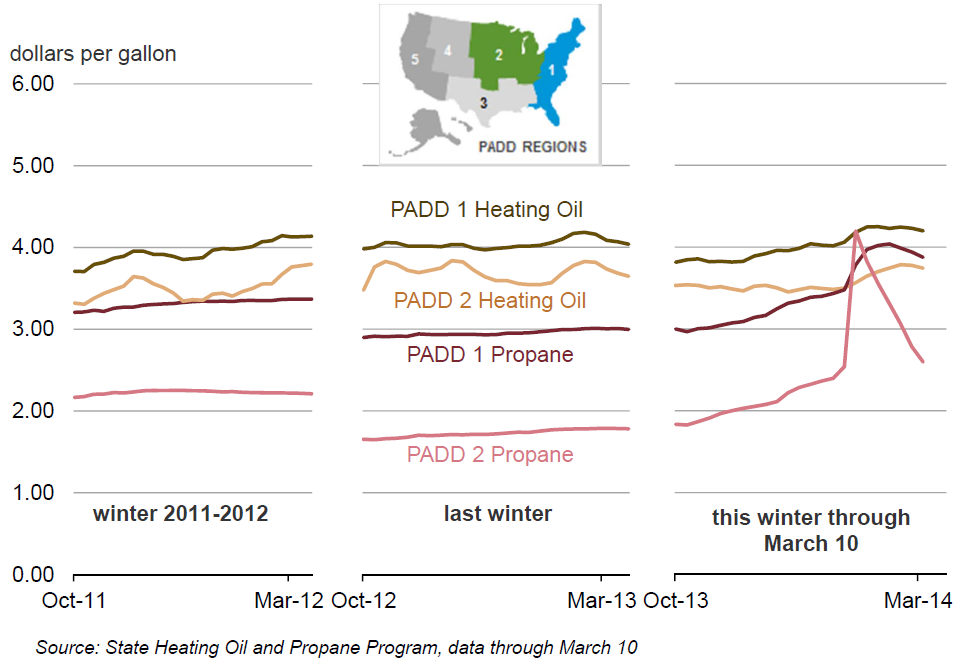 dollars per gallon
6.00
5.00
4.00
3.00
2.00
1.00
0.00
5
4
2
1
3
PADD REGIONS
PADD 1 Heating Oil
PADD 2 Heating Oil
PADD 1 Propane
PADD 2 Propane
winter 2011-2012
last winter
this winter through
March 10
Oct-11
Mar-12
Oct-12
Mar-13
Oct-13
Mar-14
Source: State Heating Oil and Propane Program, data through March 10